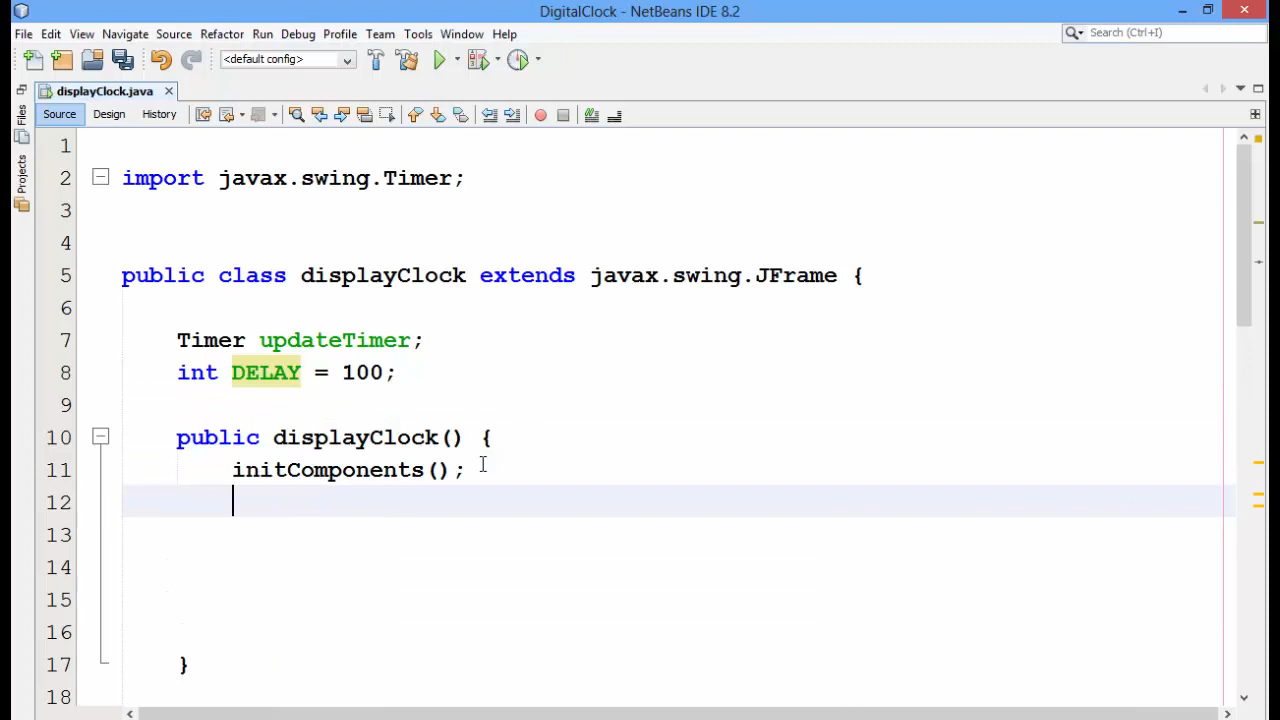 DigitalClock - NetBeans IDE 8.2
File Edit View Navigate Source Refactor Run Debug Profile Team Tools Window Help
Search (Ctrl+I)
<default config>
displayClock.java
Source Design History
Files
Projects
1
2 import javax.swing.Timer;
3
4
5 public class displayClock extends javax.swing.JFrame {
6
7 Timer updateTimer;
8 int DELAY = 100;
9
10 public displayClock() {
11 initComponents();
12
13
14
15
16
17 }
18